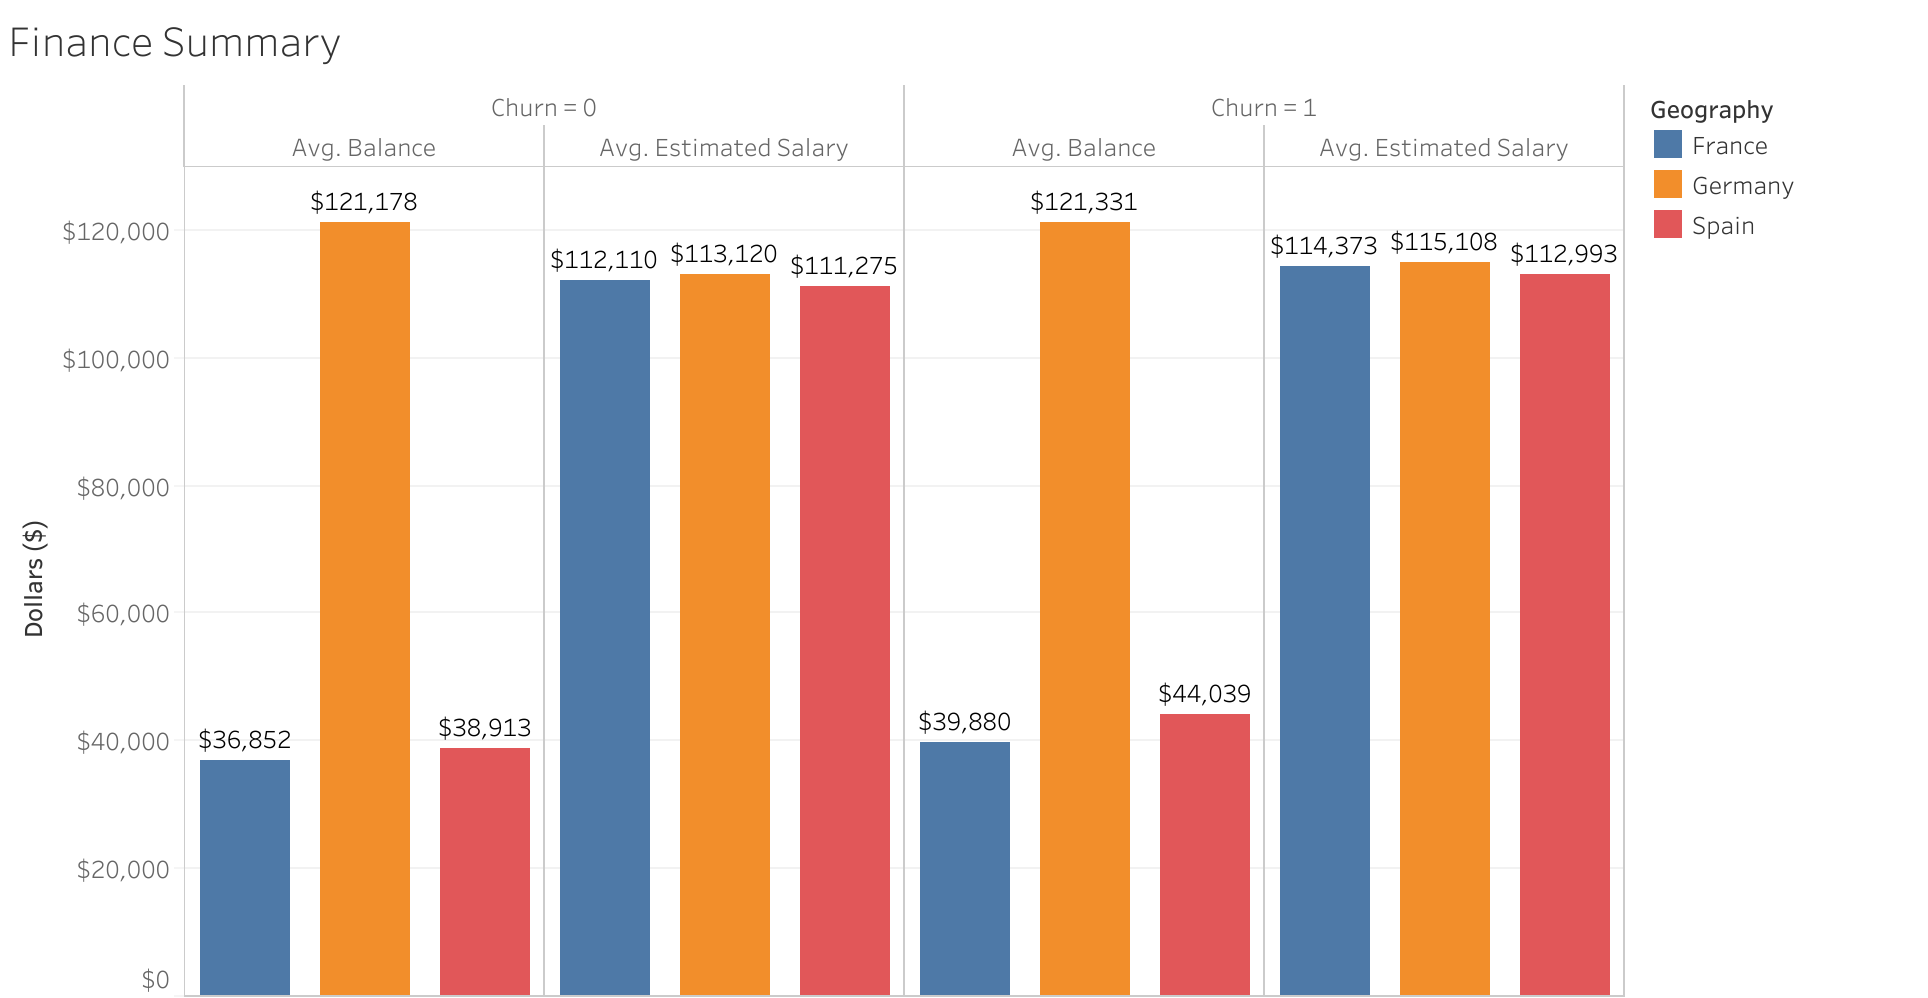 Finance Summary
Churn = 0
Churn = 1
Avg. Balance
Avg. Estimated Salary
Avg. Balance
Avg. Estimated Salary
Geography
France
Germany
Spain
Dollars ($)
$120,000
$100,000
$80,000
$60,000
$40,000
$20,000
$0
$36,852
$121,178
$38,913
$112,110
$113,120
$111,275
$39,880
$121,331
$44,039
$114,373
$115,108
$112,993